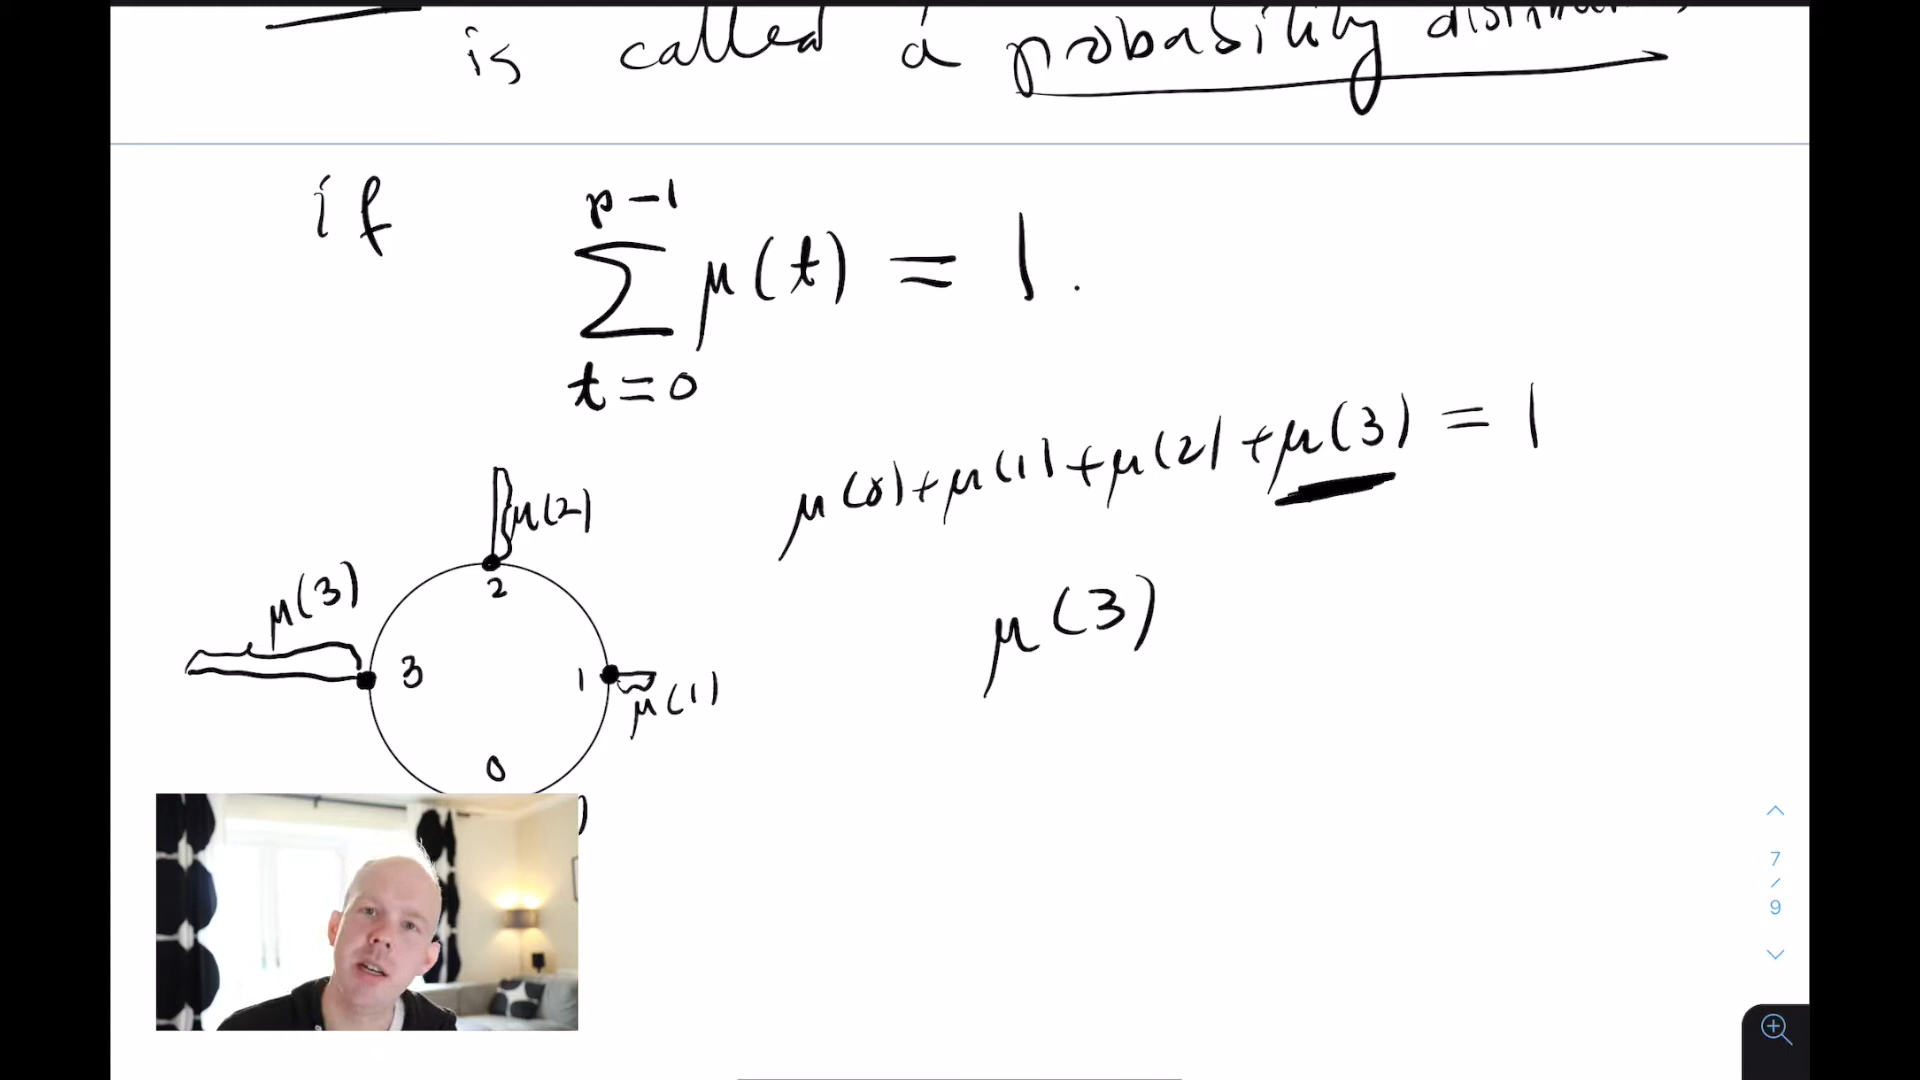 is called a probability
if
p-1
∑ μ(t) = 1.
t=0
μ(0)+μ(1)+μ(2)+μ(3) = 1
μ(2)
2
μ(3)
3
1
μ(1)
μ(3)
0
)
7
/
9